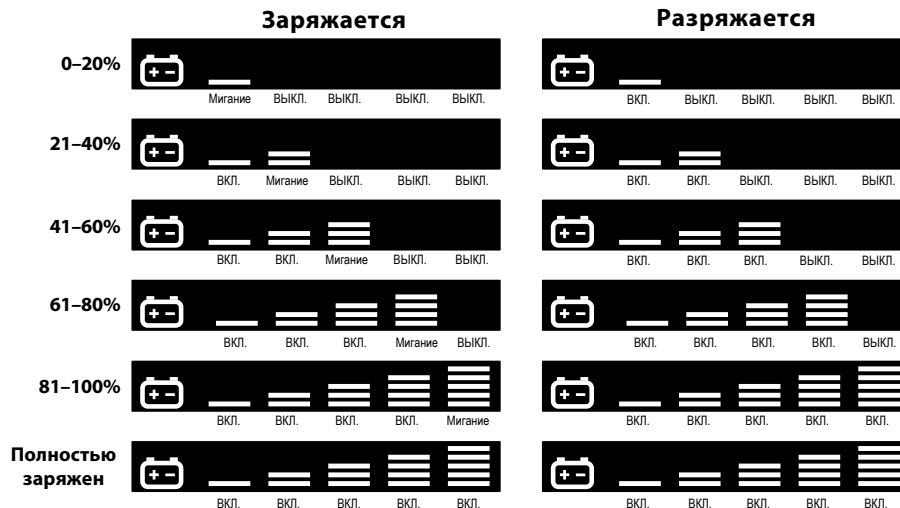 Заряжается Разряжается
0–20%
Мигание ВЫКЛ. ВЫКЛ. ВЫКЛ. ВЫКЛ. ВКЛ. ВЫКЛ. ВЫКЛ. ВЫКЛ. ВЫКЛ.
21–40%
ВКЛ. Мигание ВЫКЛ. ВЫКЛ. ВЫКЛ. ВКЛ. ВКЛ. ВЫКЛ. ВЫКЛ. ВЫКЛ.
41–60%
ВКЛ. ВКЛ. Мигание ВЫКЛ. ВЫКЛ. ВКЛ. ВКЛ. ВКЛ. ВЫКЛ. ВЫКЛ.
61–80%
ВКЛ. ВКЛ. ВКЛ. Мигание ВЫКЛ. ВКЛ. ВКЛ. ВКЛ. ВКЛ. ВЫКЛ.
81–100%
ВКЛ. ВКЛ. ВКЛ. ВКЛ. Мигание ВКЛ. ВКЛ. ВКЛ. ВКЛ. ВКЛ.
Полностью
заряжен
ВКЛ. ВКЛ. ВКЛ. ВКЛ. ВКЛ. ВКЛ. ВКЛ. ВКЛ. ВКЛ. ВКЛ.